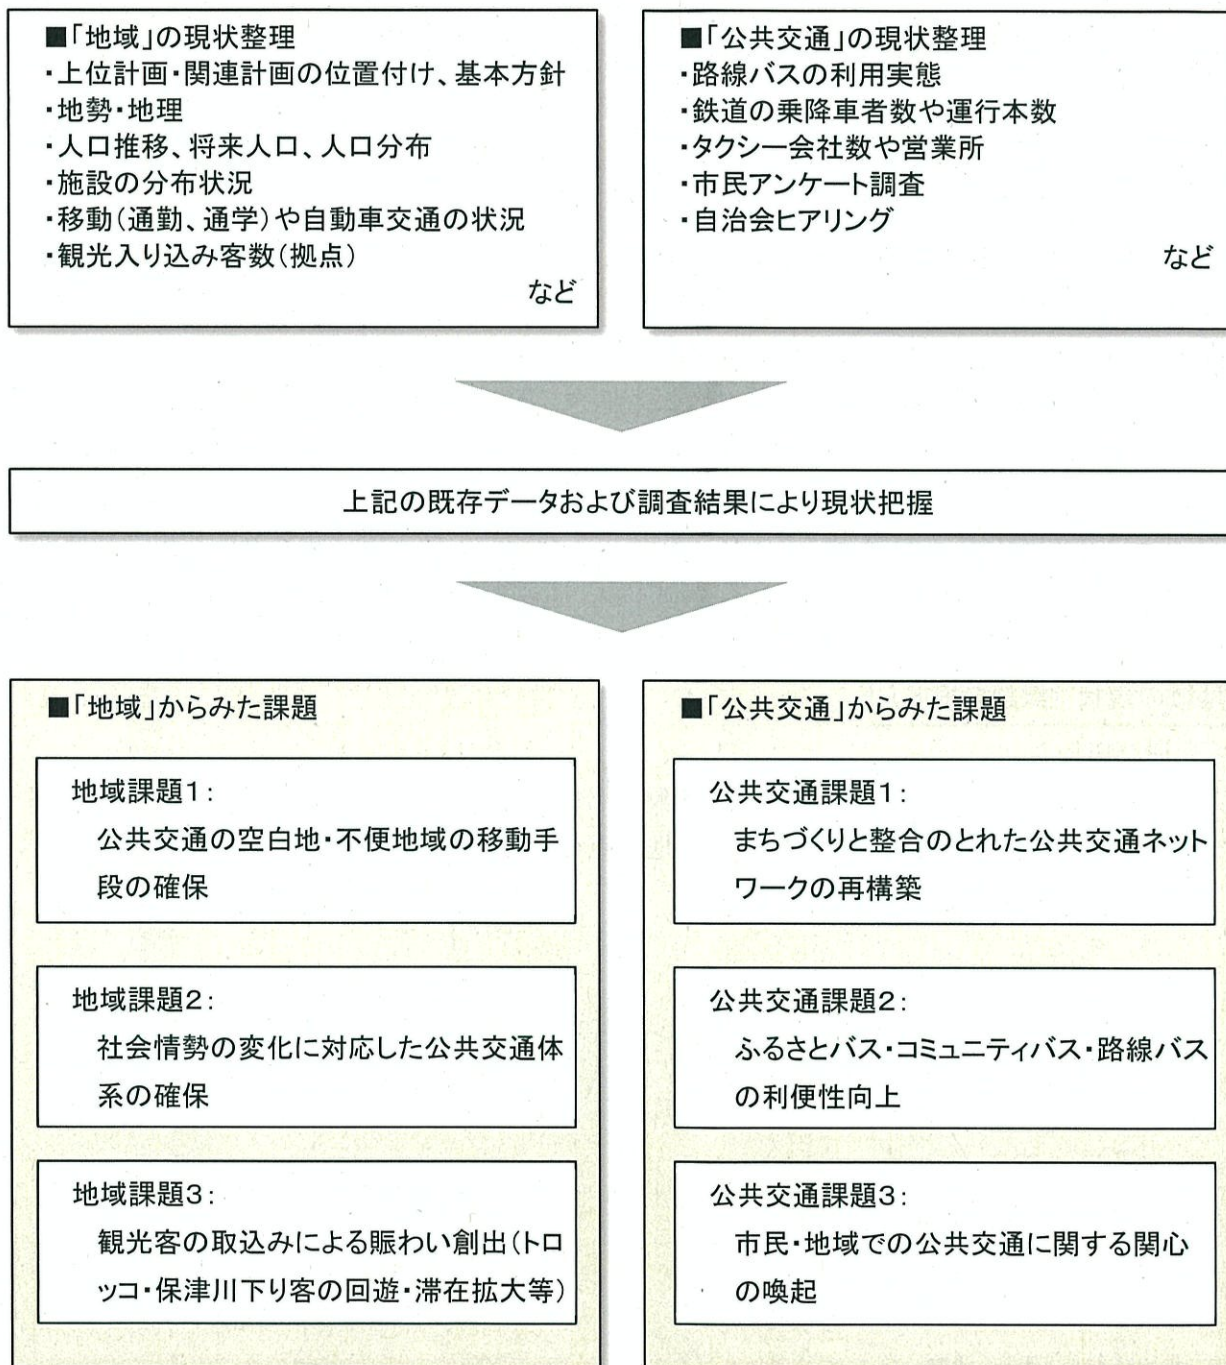 ■「地域」の現状整理
・上位計画・関連計画の位置付け、基本方針
・地勢・地理
・人口推移、将来人口、人口分布
・施設の分布状況
・移動(通勤、通学)や自動車交通の状況
・観光入り込み客数(拠点)
など
■「公共交通」の現状整理
・路線バスの利用実態
・鉄道の乗降車者数や運行本数
・タクシー会社数や営業所
・市民アンケート調査
・自治会ヒアリング
など
上記の既存データおよび調査結果により現状把握
■「地域」からみた課題
地域課題1:
公共交通の空白地・不便地域の移動手
段の確保
地域課題2:
社会情勢の変化に対応した公共交通体
系の確保
地域課題3:
観光客の取込みによる賑わい創出(トロ
ッコ・保津川下り客の回遊・滞在拡大等)
■「公共交通」からみた課題
公共交通課題1:
まちづくりと整合のとれた公共交通ネット
ワークの再構築
公共交通課題2:
ふるさとバス・コミュニティバス・路線バス
の利便性向上
公共交通課題3:
市民・地域での公共交通に関する関心
の喚起